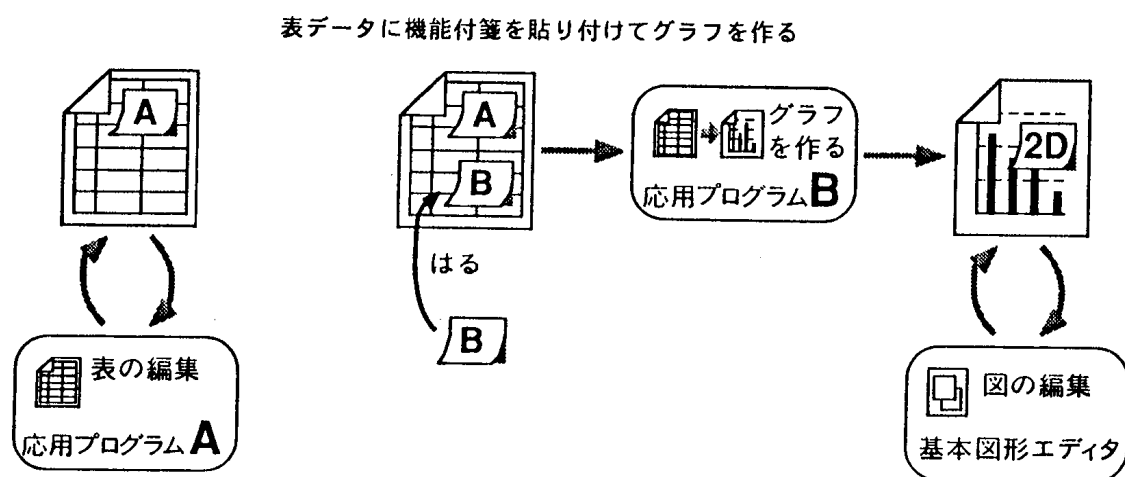 表データに機能付箋を貼り付けてグラフを作る
A
A
B
はる
B
グラフ
を作る
応用プログラムB
2D
表の編集
応用プログラムA
図の編集
基本図形エディタ